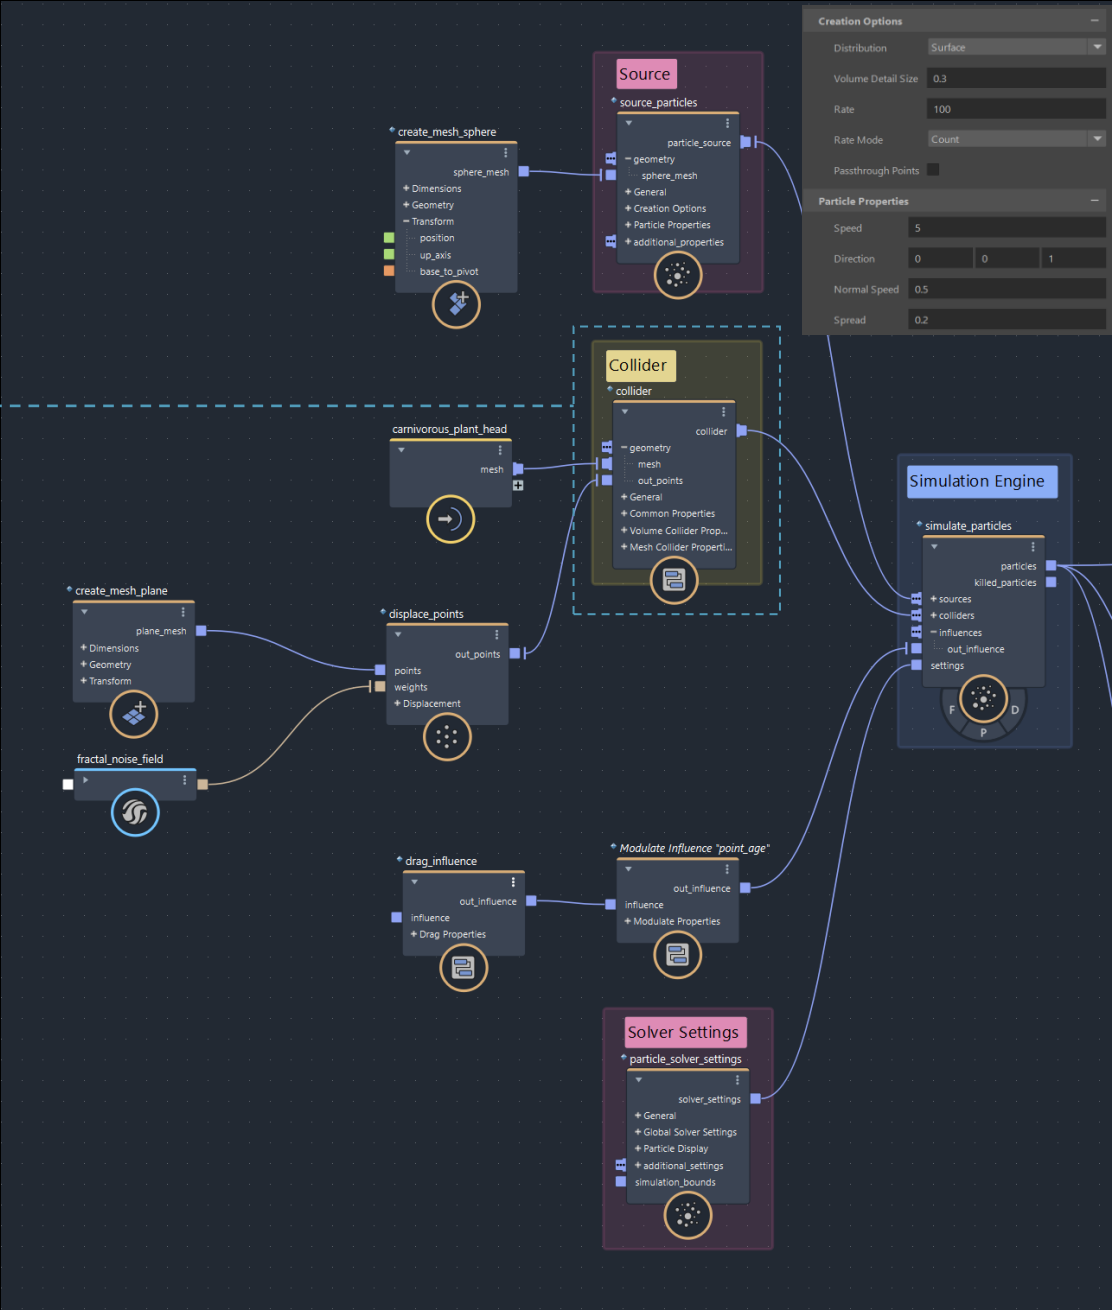 Creation Options
Distribution Surface
Volume Detail Size 0.3
Rate 100
Rate Mode Count
Passthrough Points
Particle Properties
Speed 5
Direction 0 0 1
Normal Speed 0.5
Spread 0.2
Source
source_particles
particle_source
geometry
sphere_mesh
General
Creation Options
Particle Properties
additional_properties
create_mesh_sphere
sphere_mesh
Dimensions
Geometry
Transform
position
up_axis
base_to_pivot
Collider
collider
collider
geometry
mesh
out_points
General
Common Properties
Volume Collider Prop...
Mesh Collider Properti...
carnivorous_plant_head
mesh
Simulation Engine
simulate_particles
particles
killed_particles
sources
colliders
influences
out_influence
settings
F
D
P
create_mesh_plane
plane_mesh
Dimensions
Geometry
Transform
displace_points
out_points
points
weights
Displacement
fractal_noise_field
drag_influence
out_influence
influence
Drag Properties
Modulate Influence "point_age"
out_influence
influence
Modulate Properties
Solver Settings
particle_solver_settings
solver_settings
General
Global Solver Settings
Particle Display
additional_settings
simulation_bounds